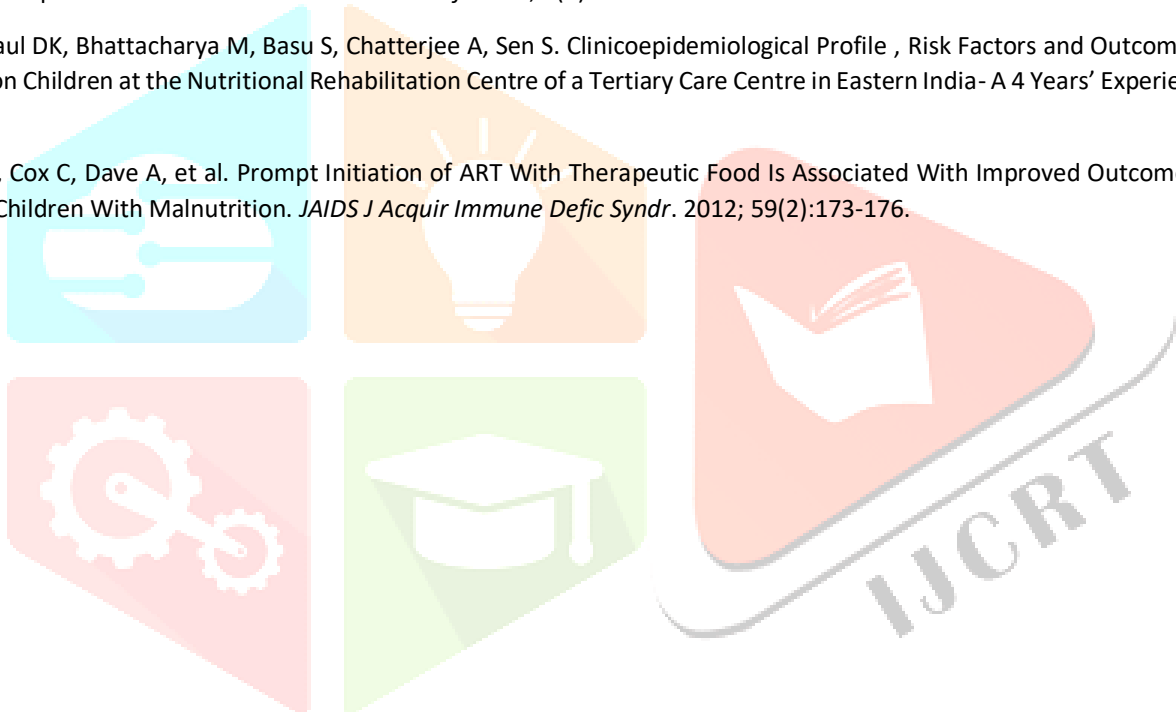 aul DK, Bhattacharya M, Basu S, Chatterjee A, Sen S. Clinicoepidemiological Profile , Risk Factors and Outcom
on Children at the Nutritional Rehabilitation Centre of a Tertiary Care Centre in Eastern India- A 4 Years’ Experie
, Cox C, Dave A, et al. Prompt Initiation of ART With Therapeutic Food Is Associated With Improved Outcom
Children With Malnutrition. JAIDS J Acquir Immune Defic Syndr. 2012; 59(2):173-176.
IJCRT